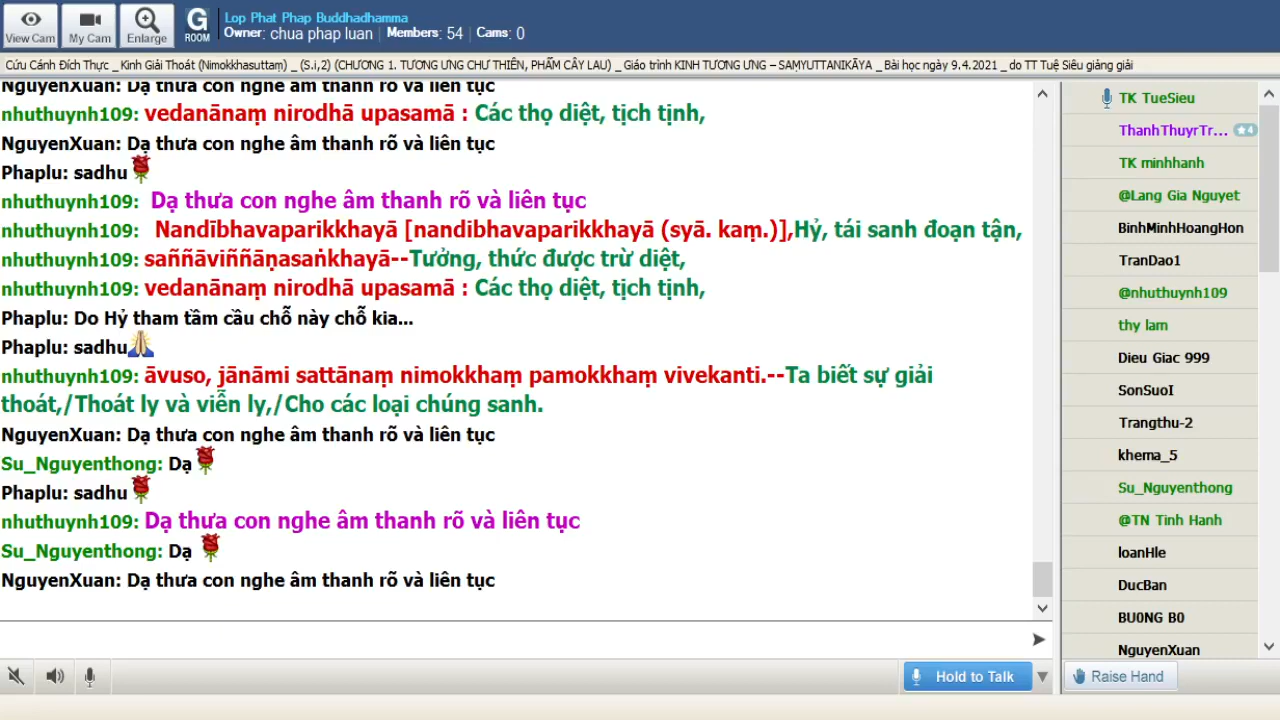 View Cam
My Cam
Enlarge
G
ROOM
Lop Phat Phap Buddhadhamma
Owner: chua phap luan | Members: 54 | Cams: 0
Cứu Cánh Đích Thực _Kinh Giải Thoát (Nimokkhasuttaṃ) _ (S.i,2) (CHƯƠNG 1. TƯƠNG ƯNG CHƯ THIÊN, PHẨM CÂY LAU) _Giáo trình KINH TƯƠNG ƯNG – SAṂYUTTANIKĀYA _Bài học ngày 9.4.2021 _ do TT Tuệ Siêu giảng giải
NguyenXuan: Dạ thưa con nghe âm thanh rõ và liên tục
nhuthuynh109: vedanānaṃ nirodhā upasamā : Các thọ diệt, tịch tịnh,
NguyenXuan: Dạ thưa con nghe âm thanh rõ và liên tục
Phaplu: sadhu
nhuthuynh109: Dạ thưa con nghe âm thanh rõ và liên tục
nhuthuynh109: Nandībhavaparikkhayā [nandibhavaparikkhayā (syā. kaṃ.)],Hỷ, tái sanh đoạn tận,
nhuthuynh109: saññāviññāṇasaṅkhayā--Tưởng, thức được trừ diệt,
nhuthuynh109: vedanānaṃ nirodhā upasamā : Các thọ diệt, tịch tịnh,
Phaplu: Do Hỷ tham tầm cầu chỗ này chỗ kia...
Phaplu: sadhu
nhuthuynh109: āvuso, jānāmi sattānaṃ nimokkhaṃ pamokkhaṃ vivekanti.--Ta biết sự giải
thoát,/Thoát ly và viễn ly,/Cho các loại chúng sanh.
NguyenXuan: Dạ thưa con nghe âm thanh rõ và liên tục
Su_Nguyenthong: Dạ
Phaplu: sadhu
nhuthuynh109: Dạ thưa con nghe âm thanh rõ và liên tục
Su_Nguyenthong: Dạ
NguyenXuan: Dạ thưa con nghe âm thanh rõ và liên tục
TK TueSieu
ThanhThuyrTr... ★4
TK minhhanh
@Lang Gia Nguyet
BinhMinhHoangHon
TranDao1
@nhuthuynh109
thy lam
Dieu Giac 999
SonSuoI
Trangthu-2
khema_5
Su_Nguyenthong
@TN Tinh Hanh
loanHle
DucBan
BU0NG B0
NguyenXuan
Hold to Talk
Raise Hand